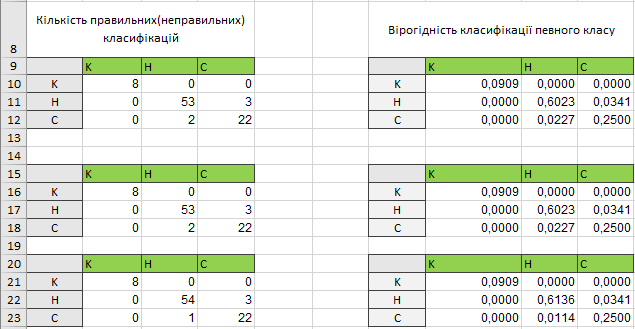 Кількість правильних(неправильних)
класифікацій
Вірогідність класифікації певного класу
8
9 К Н С К Н С
10 К 8 0 0 К 0,0909 0,0000 0,0000
11 Н 0 53 3 Н 0,0000 0,6023 0,0341
12 С 0 2 22 С 0,0000 0,0227 0,2500
13
14
15 К Н С К Н С
16 К 8 0 0 К 0,0909 0,0000 0,0000
17 Н 0 53 3 Н 0,0000 0,6023 0,0341
18 С 0 2 22 С 0,0000 0,0227 0,2500
19
20 К Н С К Н С
21 К 8 0 0 К 0,0909 0,0000 0,0000
22 Н 0 54 3 Н 0,0000 0,6136 0,0341
23 С 0 1 22 С 0,0000 0,0114 0,2500